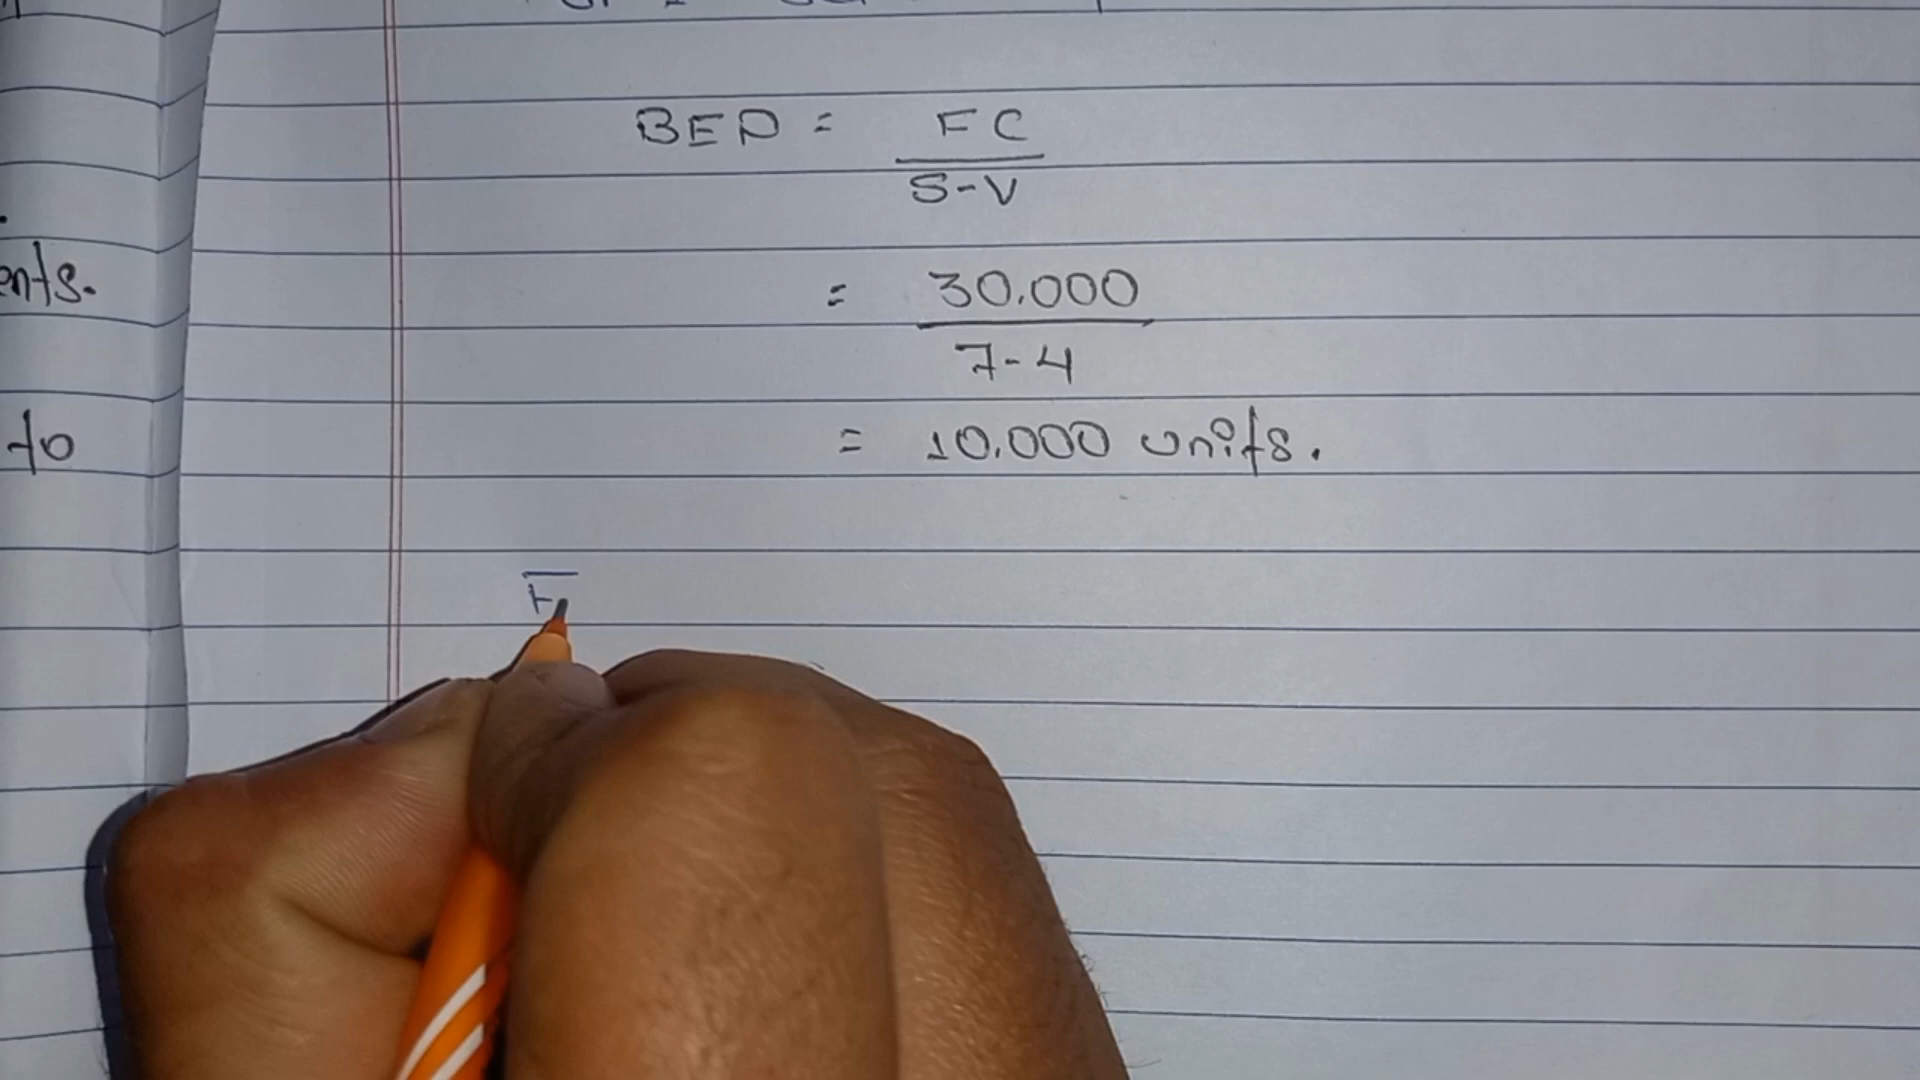 ents.
to
BEP = FC
S-V
= 30.000
7-4
= 10.000 units.
F